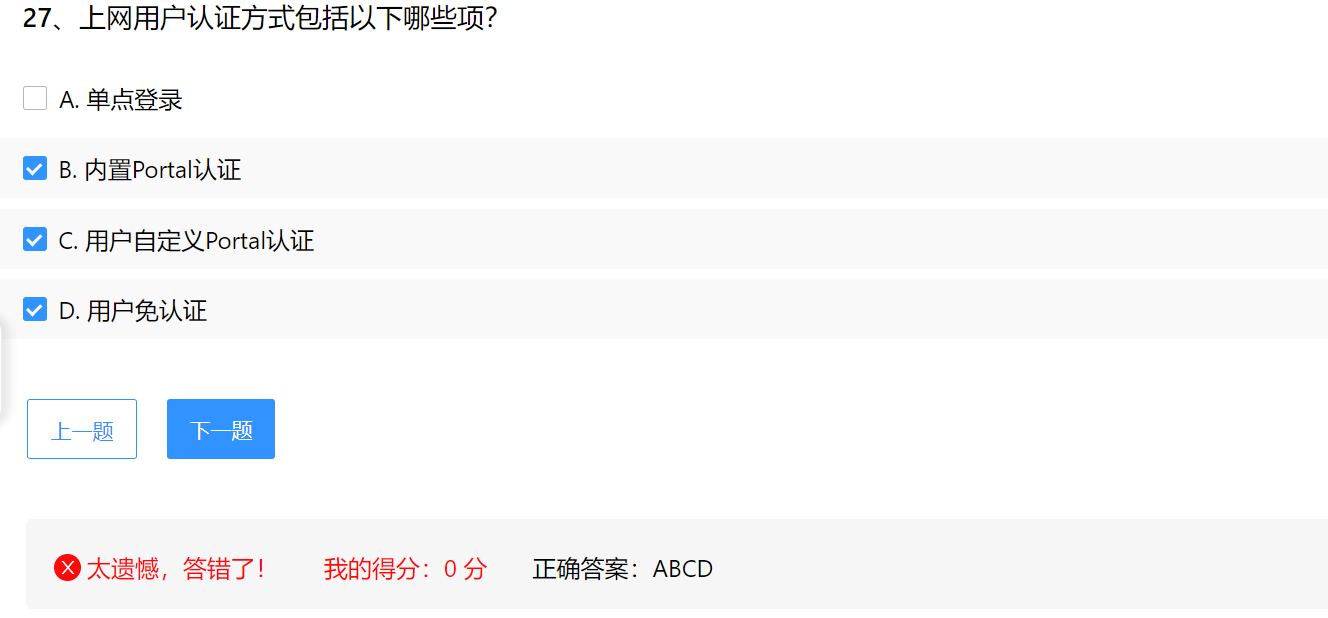 27、上网用户认证方式包括以下哪些项?
A. 单点登录
B. 内置Portal认证
C. 用户自定义Portal认证
D. 用户免认证
上一题 下一题
X 太遗憾，答错了！ 我的得分：0 分 正确答案：ABCD